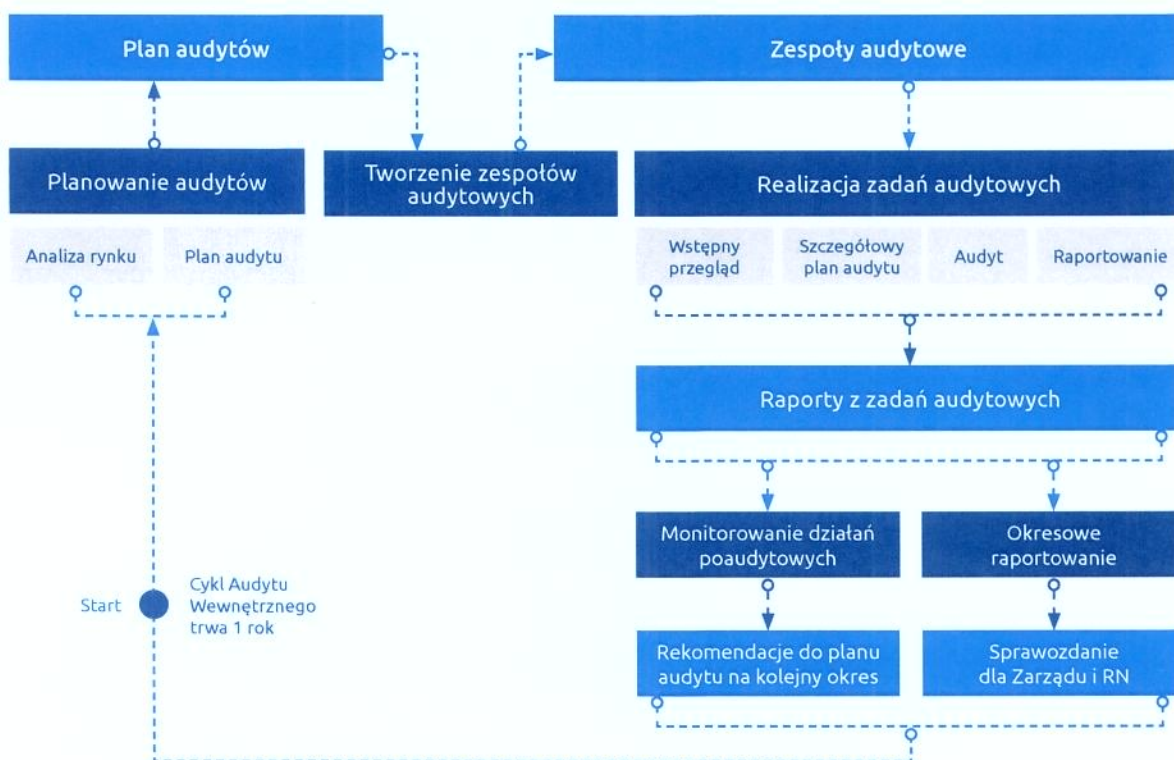 Plan audytów
Zespoły audytowe
Planowanie audytów
Tworzenie zespołów
audytowych
Realizacja zadań audytowych
Analiza rynku
Plan audytu
Wstępny
przegląd
Szczegółowy
plan audytu
Audyt
Raportowanie
Raporty z zadań audytowych
Monitorowanie działań
poaudytowych
Okresowe
raportowanie
Start
Cykl Audytu
Wewnętrznego
trwa 1 rok
Rekomendacje do planu
audytu na kolejny okres
Sprawozdanie
dla Zarządu i RN